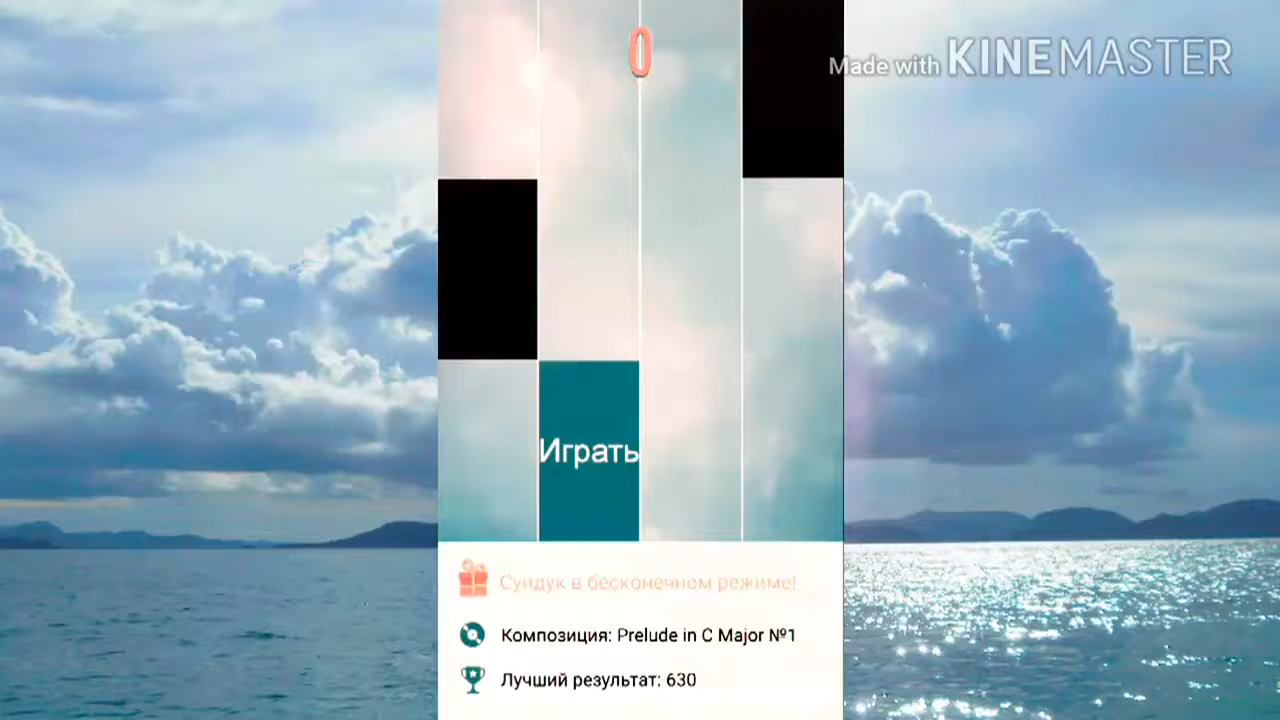 0
Made with KINEMASTER
Играть
Сундук в бесконечном режиме!
Композиция: Prelude in C Major №1
Лучший результат: 630